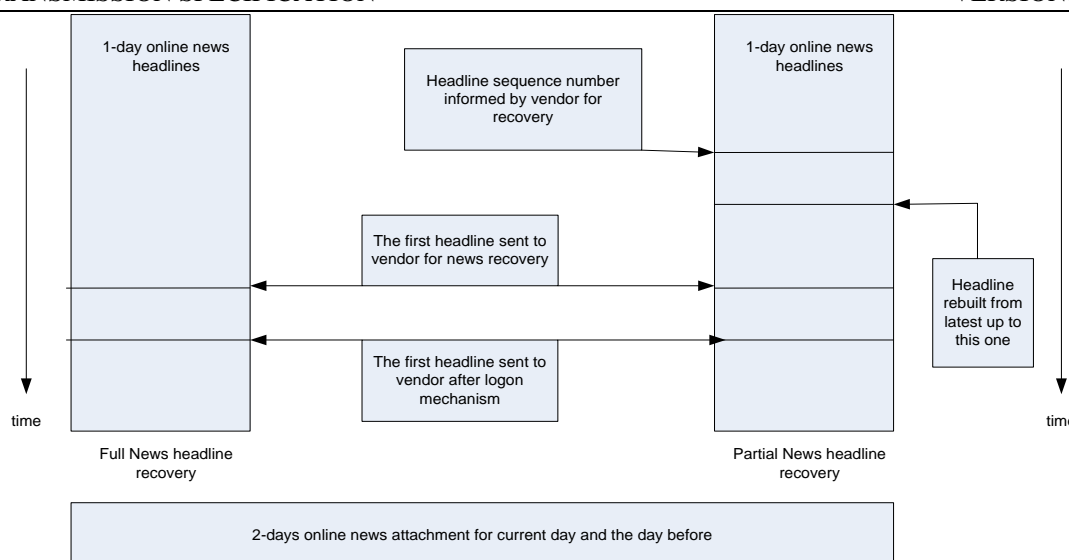 1-day online news
headlines
Headline sequence number
informed by vendor for
recovery
1-day online news
headlines
The first headline sent to
vendor for news recovery
Headline
rebuilt from
latest up to
this one
The first headline sent to
vendor after logon
mechanism
time
time
Full News headline
recovery
Partial News headline
recovery
2-days online news attachment for current day and the day before